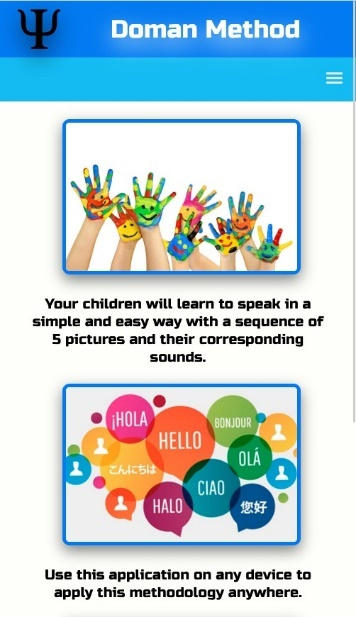 Ψ Doman Method
Your children will learn to speak in a
simple and easy way with a sequence of
5 pictures and their corresponding
sounds.
¡HOLA
HELLO
BONJOUR
こんにちは
OLÁ
CIAO
HALO
您好
Use this application on any device to
apply this methodology anywhere.